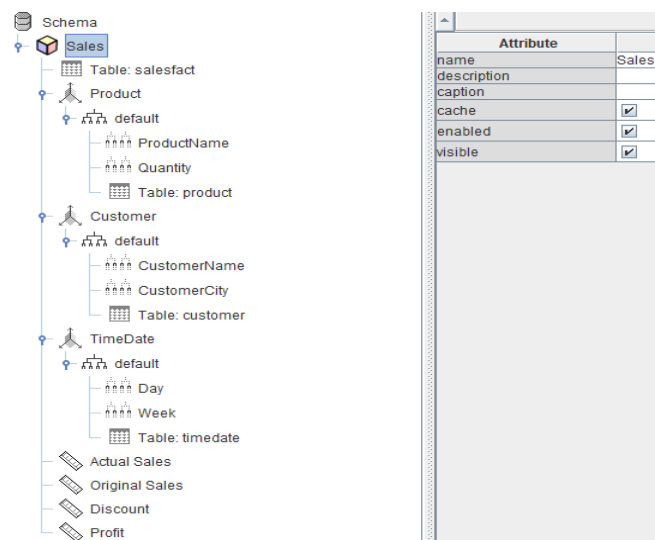 Schema
Sales
Table: salesfact
Product
default
ProductName
Quantity
Table: product
Customer
default
CustomerName
CustomerCity
Table: customer
TimeDate
default
Day
Week
Table: timedate
Actual Sales
Original Sales
Discount
Profit
Attribute
name Sales
description
caption
cache
enabled
visible